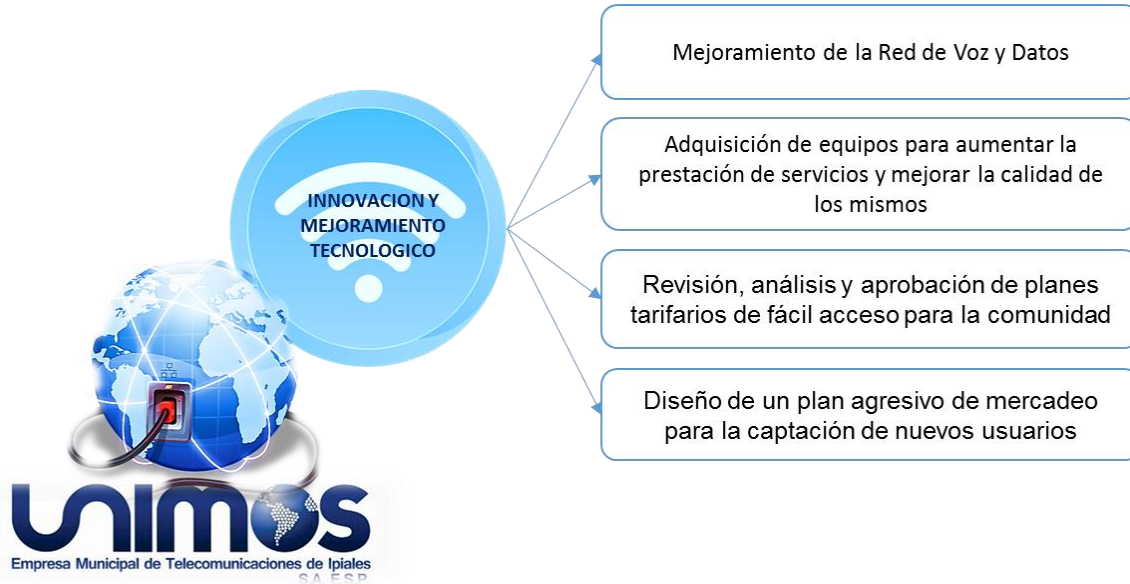 INNOVACION Y
MEJORAMIENTO
TECNOLOGICO
Mejoramiento de la Red de Voz y Datos
Adquisición de equipos para aumentar la
prestación de servicios y mejorar la calidad de
los mismos
Revisión, análisis y aprobación de planes
tarifarios de fácil acceso para la comunidad
Diseño de un plan agresivo de mercadeo
para la captación de nuevos usuarios
UNIMOS
Empresa Municipal de Telecomunicaciones de Ipiales
S.A. E.S.P.